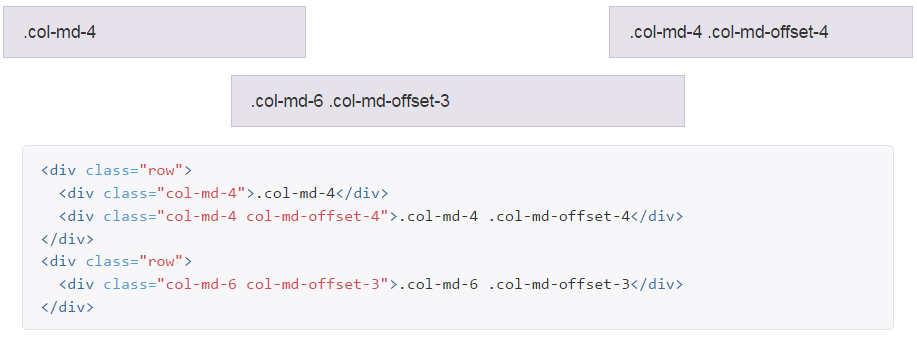 .col-md-4 .col-md-4 .col-md-offset-4
.col-md-6 .col-md-offset-3
<div class="row">
  <div class="col-md-4">.col-md-4</div>
  <div class="col-md-4 col-md-offset-4">.col-md-4 .col-md-offset-4</div>
</div>
<div class="row">
  <div class="col-md-6 col-md-offset-3">.col-md-6 .col-md-offset-3</div>
</div>